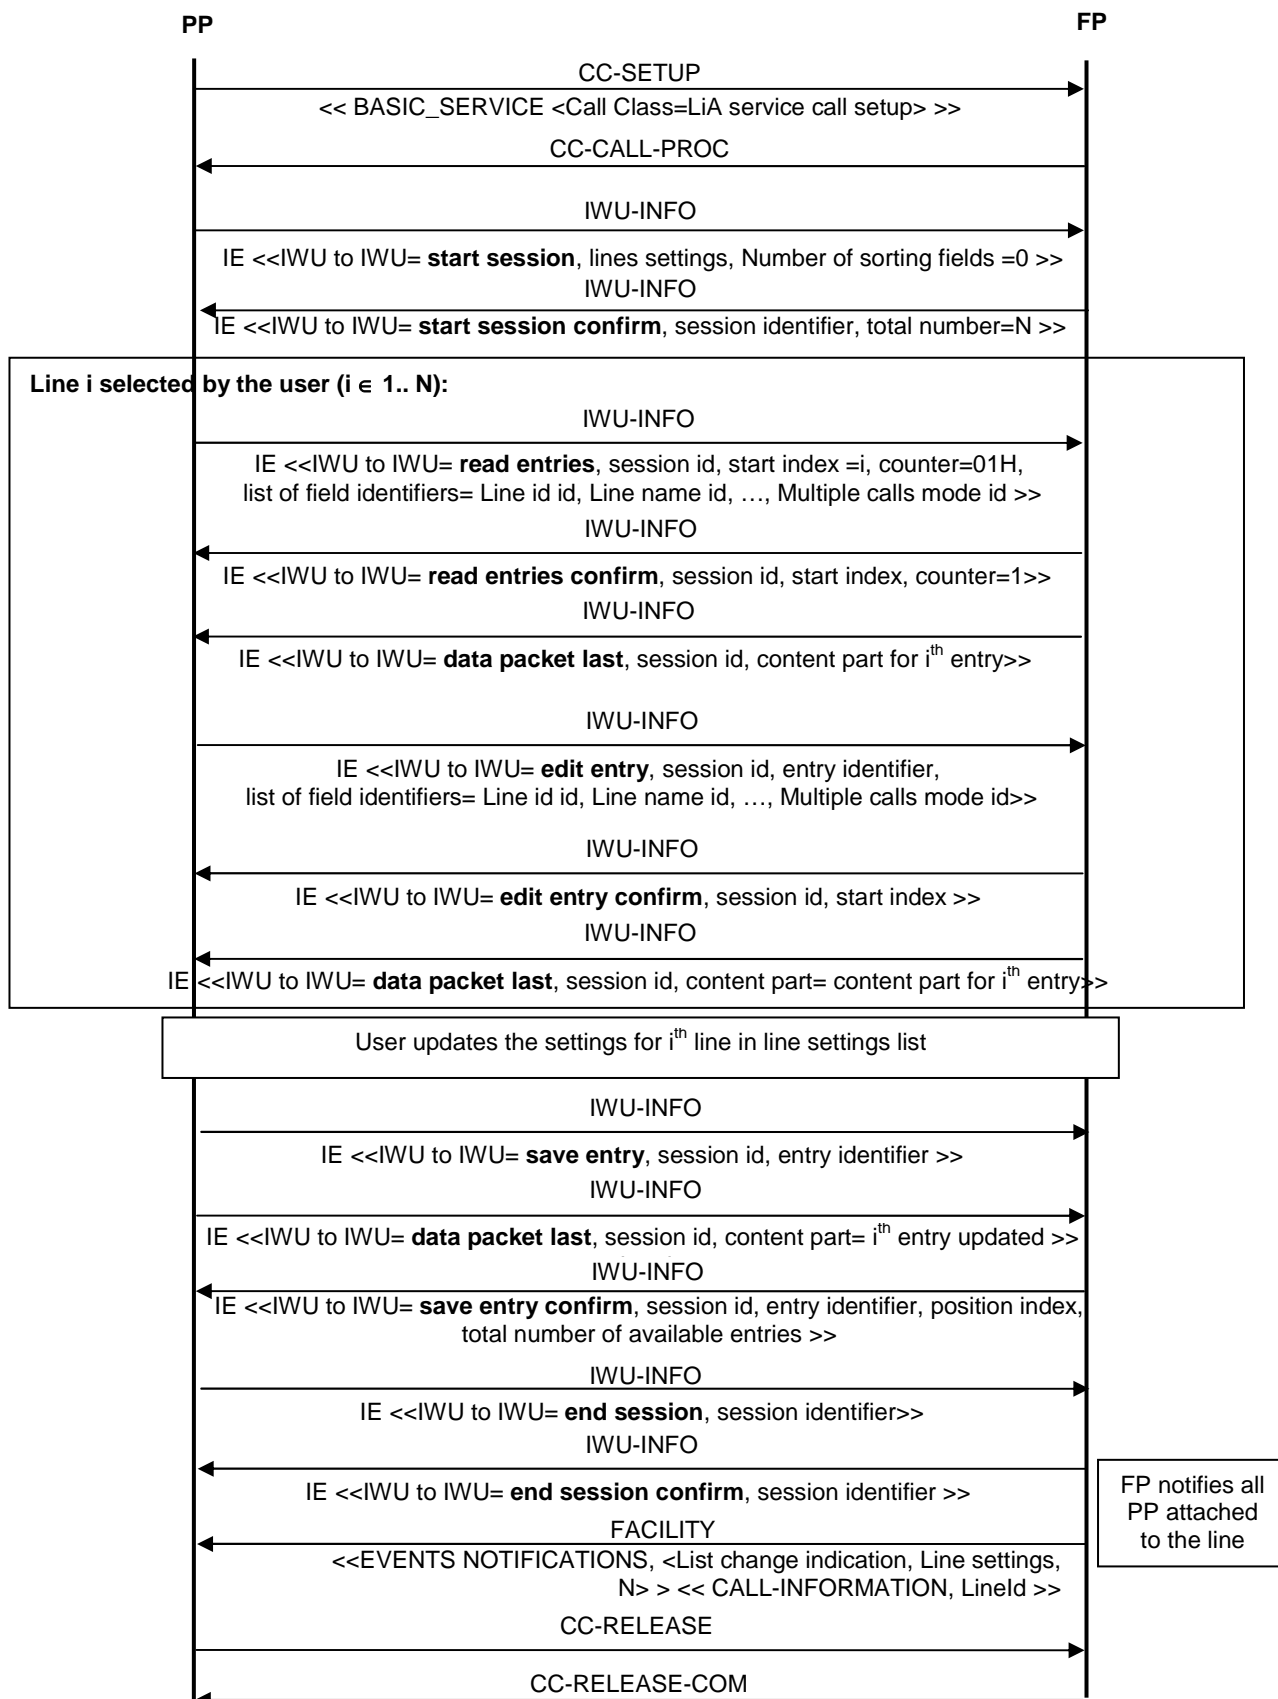 PP
FP
CC-SETUP
<< BASIC_SERVICE <Call Class=LiA service call setup> >>
CC-CALL-PROC
IWU-INFO
IE <<IWU to IWU= start session, lines settings, Number of sorting fields =0 >>
IWU-INFO
IE <<IWU to IWU= start session confirm, session identifier, total number=N >>
Line i selected by the user (i ∈ 1.. N):
IWU-INFO
IE <<IWU to IWU= read entries, session id, start index =i, counter=01H,
list of field identifiers= Line id id, Line name id, …, Multiple calls mode id >>
IWU-INFO
IE <<IWU to IWU= read entries confirm, session id, start index, counter=1>>
IWU-INFO
IE <<IWU to IWU= data packet last, session id, content part for ith entry>>
IWU-INFO
IE <<IWU to IWU= edit entry, session id, entry identifier,
list of field identifiers= Line id id, Line name id, …, Multiple calls mode id>>
IWU-INFO
IE <<IWU to IWU= edit entry confirm, session id, start index >>
IWU-INFO
IE <<IWU to IWU= data packet last, session id, content part= content part for ith entry>>
User updates the settings for ith line in line settings list
IWU-INFO
IE <<IWU to IWU= save entry, session id, entry identifier >>
IWU-INFO
IE <<IWU to IWU= data packet last, session id, content part= ith entry updated >>
IWU-INFO
IE <<IWU to IWU= save entry confirm, session id, entry identifier, position index,
total number of available entries >>
IWU-INFO
IE <<IWU to IWU= end session, session identifier>>
IWU-INFO
IE <<IWU to IWU= end session confirm, session identifier >>
FP notifies all
PP attached
to the line
FACILITY
<<EVENTS NOTIFICATIONS, <List change indication, Line settings,
N> > << CALL-INFORMATION, LineId >>
CC-RELEASE
CC-RELEASE-COM